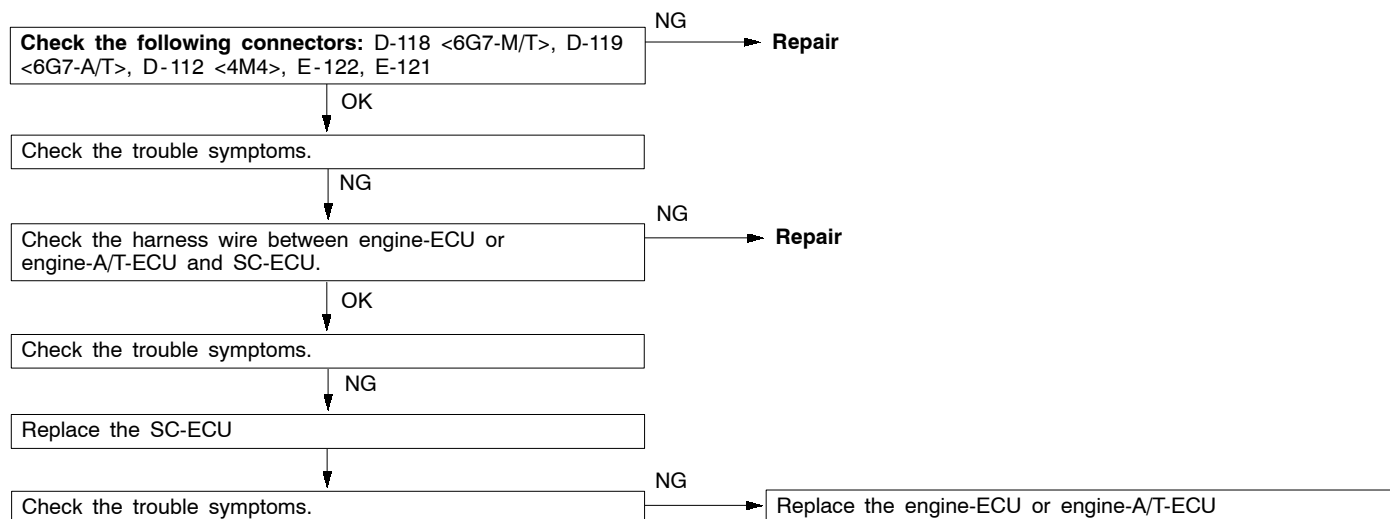 NG
Check the following connectors: D-118 <6G7-M/T>, D-119
<6G7-A/T>, D-112 <4M4>, E-122, E-121
Repair
OK
Check the trouble symptoms.
NG
NG
Check the harness wire between engine-ECU or
engine-A/T-ECU and SC-ECU.
Repair
OK
Check the trouble symptoms.
NG
Replace the SC-ECU
NG
Check the trouble symptoms.
Replace the engine-ECU or engine-A/T-ECU